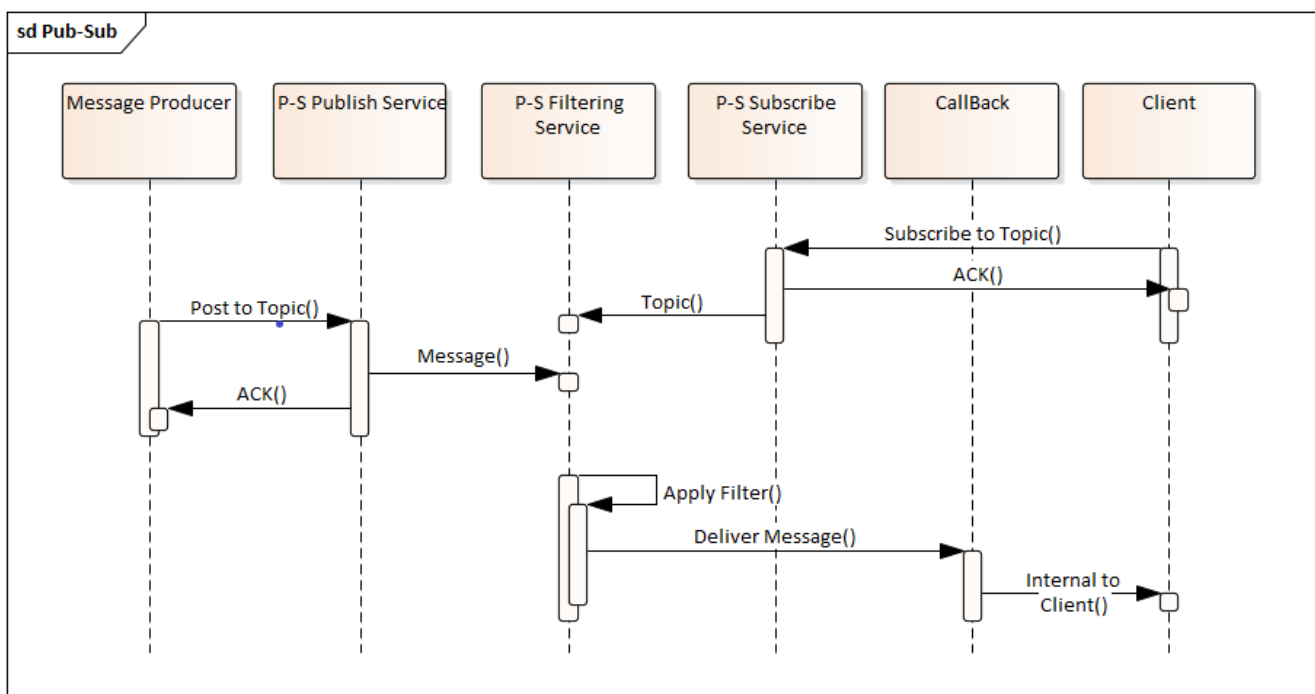 sd Pub-Sub
Message Producer
P-S Publish Service
P-S Filtering
Service
P-S Subscribe
Service
CallBack
Client
Subscribe to Topic()
ACK()
Topic()
Post to Topic()
Message()
ACK()
Apply Filter()
Deliver Message()
Internal to
Client()